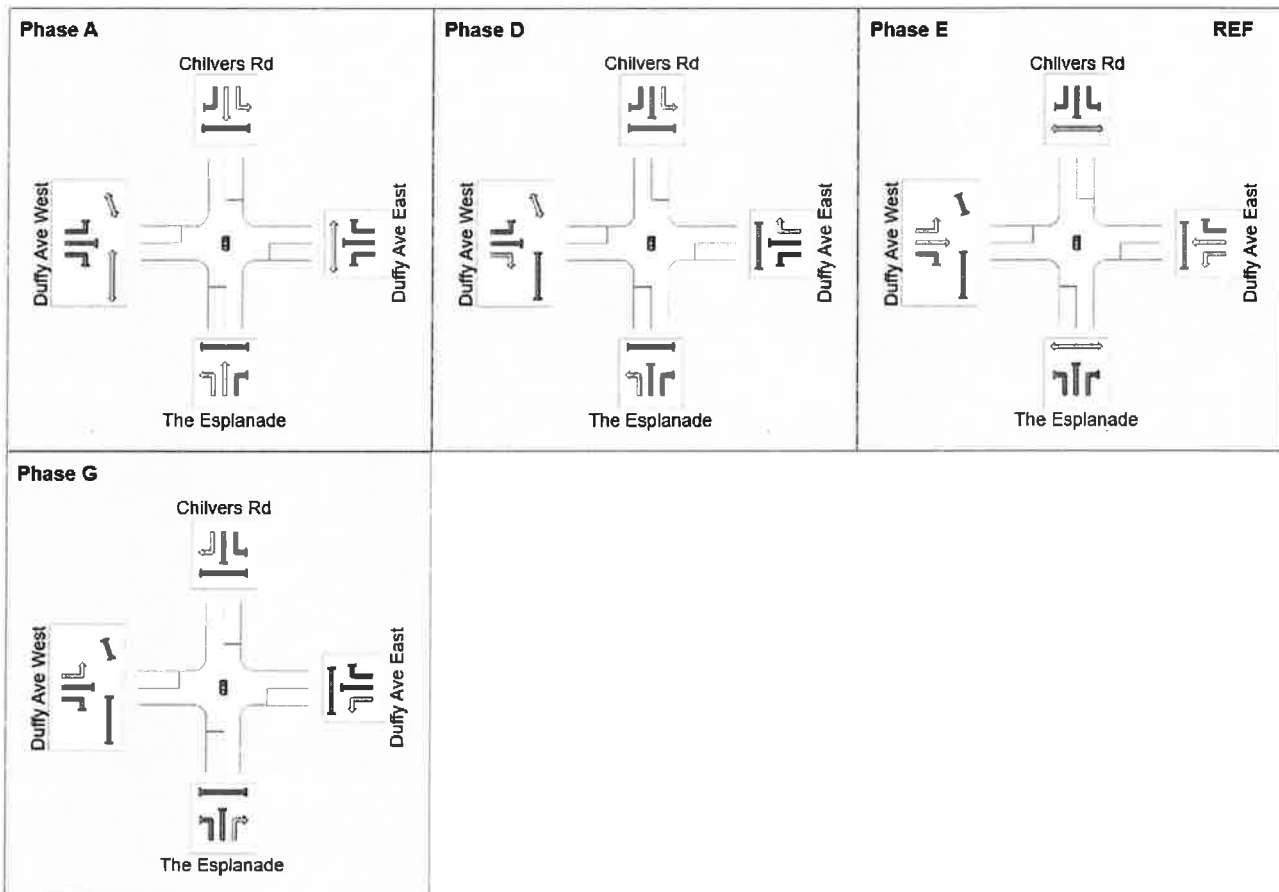 Phase A
Chilvers Rd
Duffy Ave West
Duffy Ave East
The Esplanade
Phase D
Chilvers Rd
Duffy Ave West
Duffy Ave East
The Esplanade
Phase E
REF
Chilvers Rd
Duffy Ave West
Duffy Ave East
The Esplanade
Phase G
Chilvers Rd
Duffy Ave West
Duffy Ave East
The Esplanade